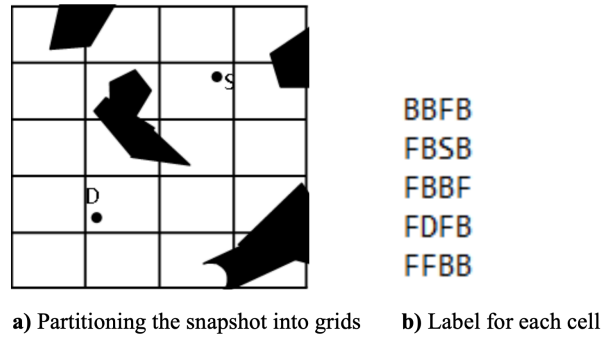 S
D
BBFB
FBSB
FBBF
FDFB
FFBB
a) Partitioning the snapshot into grids
b) Label for each cell